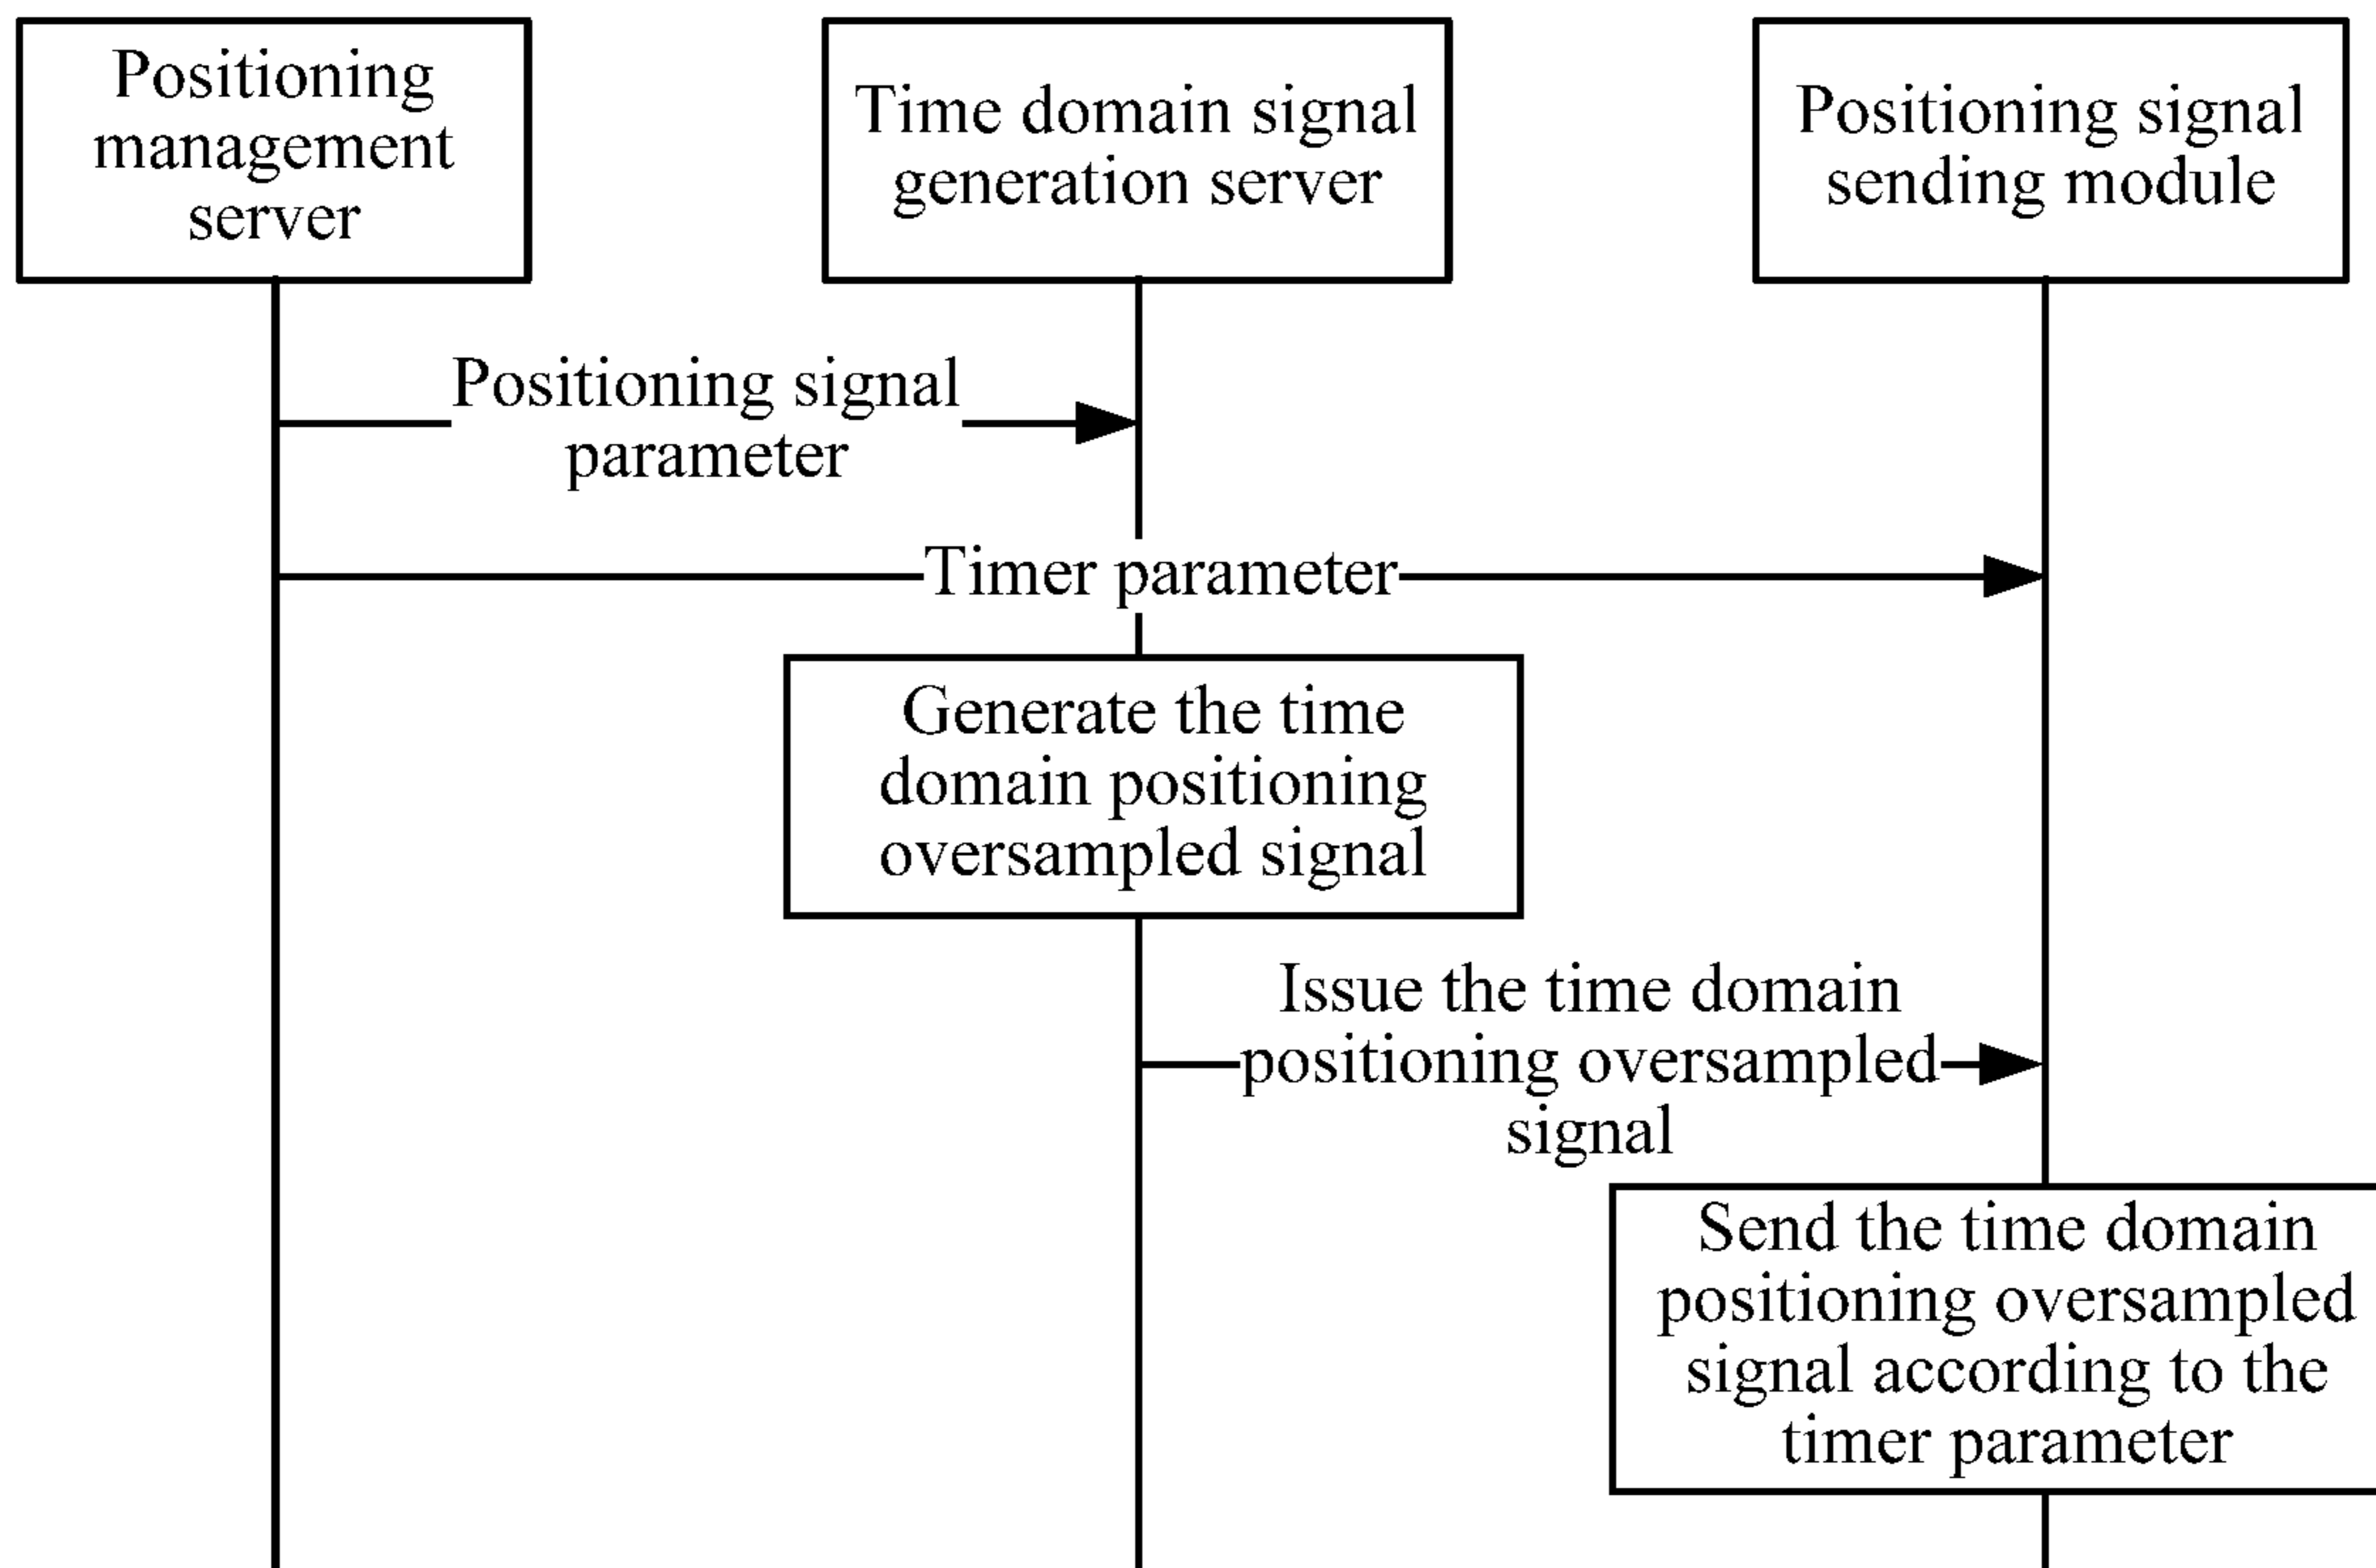 Positioning
management
server
Time domain signal
generation server
Positioning signal
sending module
Positioning signal
parameter
Timer parameter
Generate the time
domain positioning
oversampled signal
Issue the time domain
positioning oversampled
signal
Send the time domain
positioning oversampled
signal according to the
timer parameter